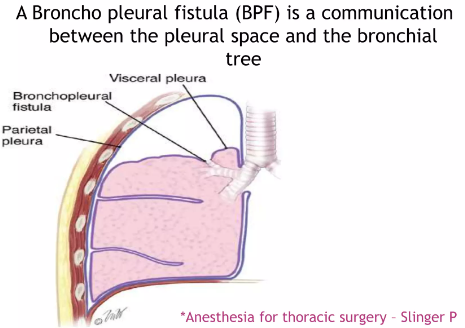 A Broncho pleural fistula (BPF) is a communication
between the pleural space and the bronchial
tree
Visceral pleura
Bronchopleural
fistula
Parietal
pleura
*Anesthesia for thoracic surgery – Slinger P